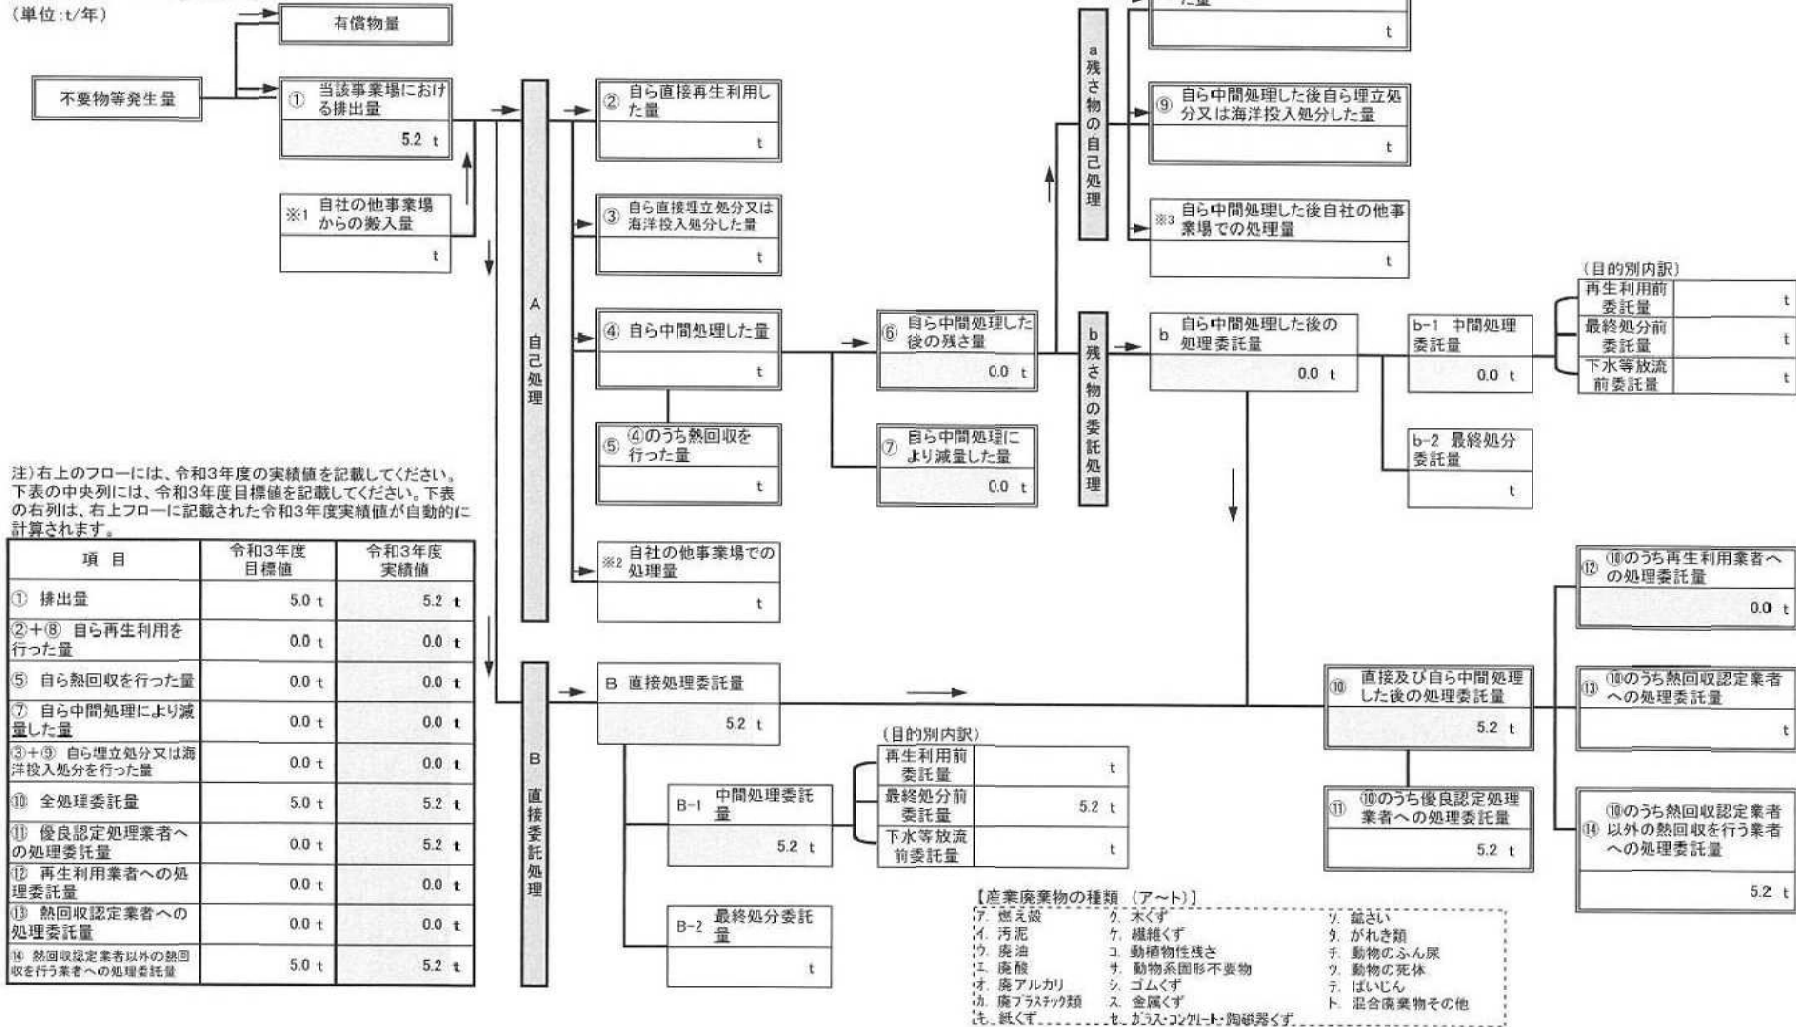 (単位:t/年)
有償物量
不要物等発生量
① 当該事業場におけ
る排出量
5.2 t
※1 自社の他事業場
からの搬入量
t
A 自己処理
② 自ら直接再生利用し
た量
t
③ 自ら直接埋立処分又は
海洋投入処分した量
t
④ 自ら中間処理した量
t
⑤ ④のうち熱回収を
行った量
t
※2 自社の他事業場での
処理量
t
⑥ 自ら中間処理した
後の残さ量
0.0 t
⑦ 自ら中間処理に
より減量した量
0.0 t
a 残さ物の自己処理
た量
t
⑨ 自ら中間処理した後自ら埋立処
分又は海洋投入処分した量
t
※3 自ら中間処理した後自社の他事
業場での処理量
t
b 残さ物の委託処理
b 自ら中間処理した後の
処理委託量
0.0 t
b-1 中間処理
委託量
0.0 t
(目的別内訳)
再生利用前
委託量 t
最終処分前
委託量 t
下水等放流
前委託量 t
b-2 最終処分
委託量
t
注)右上のフローには、令和3年度の実績値を記載してください。
下表の中央列には、令和3年度目標値を記載してください。下表
の右列は、右上フローに記載された令和3年度実績値が自動的に
計算されます。
項 目 令和3年度 目標値 令和3年度 実績値
① 排出量 5.0 t 5.2 t
②+⑧ 自ら再生利用を
行った量 0.0 t 0.0 t
⑤ 自ら熱回収を行った量 0.0 t 0.0 t
⑦ 自ら中間処理により減
量した量 0.0 t 0.0 t
③+⑨ 自ら埋立処分又は海
洋投入処分を行った量 0.0 t 0.0 t
⑩ 全処理委託量 5.0 t 5.2 t
⑪ 優良認定処理業者へ
の処理委託量 0.0 t 5.2 t
⑫ 再生利用業者への処
理委託量 0.0 t 0.0 t
⑬ 熱回収認定業者への
処理委託量 0.0 t 0.0 t
⑭ 熱回収認定業者以外の熱回
収を行う業者への処理委託量 5.0 t 5.2 t
B 直接委託処理
B 直接処理委託量
5.2 t
B-1 中間処理委託
量
5.2 t
(目的別内訳)
再生利用前
委託量 t
最終処分前
委託量 5.2 t
下水等放流
前委託量 t
B-2 最終処分委託
量
t
⑩ 直接及び自ら中間処理
した後の処理委託量
5.2 t
⑪ ⑩のうち優良認定処理
業者への処理委託量
5.2 t
⑫ ⑩のうち再生利用業者へ
の処理委託量
0.0 t
⑬ ⑩のうち熱回収認定業者
への処理委託量
t
⑭ ⑩のうち熱回収認定業者
以外の熱回収を行う業者
への処理委託量
5.2 t
【産業廃棄物の種類 (ア~ト)】
ア. 燃え殻 ク. 木くず ソ. 鉱さい
イ. 汚泥 ケ. 繊維くず タ. がれき類
ウ. 廃油 コ. 動植物性残さ チ. 動物のふん尿
エ. 廃酸 サ. 動物系固形不要物 ツ. 動物の死体
オ. 廃アルカリ シ. ゴムくず テ. ばいじん
カ. 廃プラスチック類 ス. 金属くず ト. 混合廃棄物その他
キ. 紙くず セ. ガラス・コンクリート・陶磁器くず